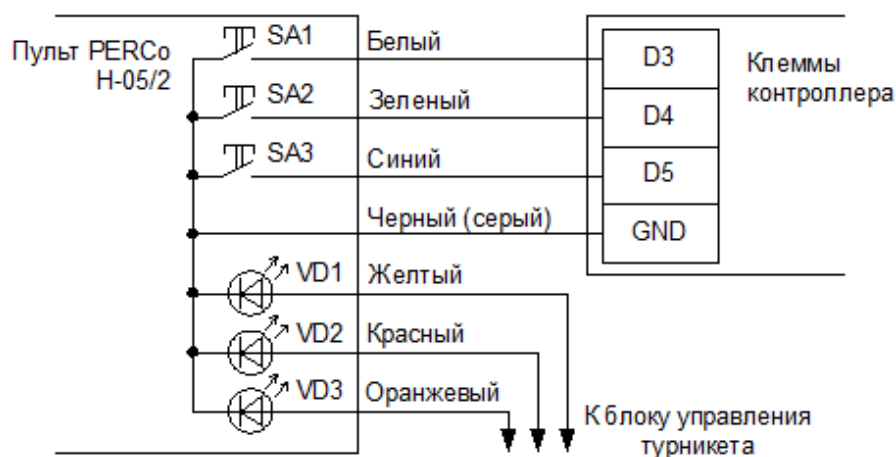 Пульт PERCo
Н-05/2
SA1
Белый
D3
SA2
Зеленый
D4
SA3
Синий
D5
Черный (серый)
GND
Клеммы
контроллера
VD1
Желтый
VD2
Красный
VD3
Оранжевый
К блоку управления
турникета